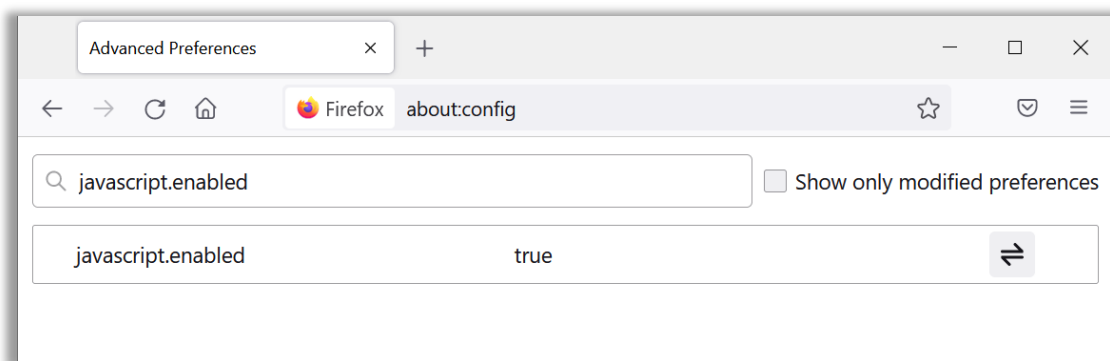 Advanced Preferences
Firefox about:config
javascript.enabled Show only modified preferences
javascript.enabled true